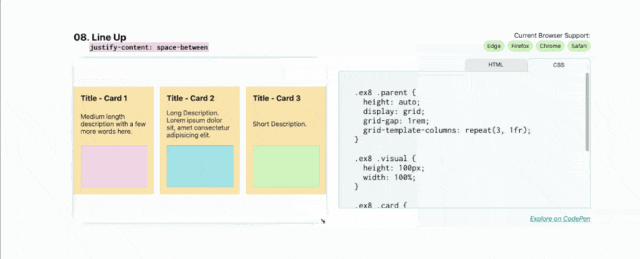 08. Line Up
justify-content: space-between
Current Browser Support:
Edge
Firefox
Chrome
Safari
HTML
CSS
Title - Card 1
Medium length
description with a few
more words here.
Title - Card 2
Long Description.
Lorem ipsum dolor
sit, amet consectetur
adipisicing elit.
Title - Card 3
Short Description.
.ex8 .parent {
  height: auto;
  display: grid;
  grid-gap: 1rem;
  grid-template-columns: repeat(3, 1fr);
}
.ex8 .visual {
  height: 100px;
  width: 100%;
}
.ex8 .card {
Explore on CodePen